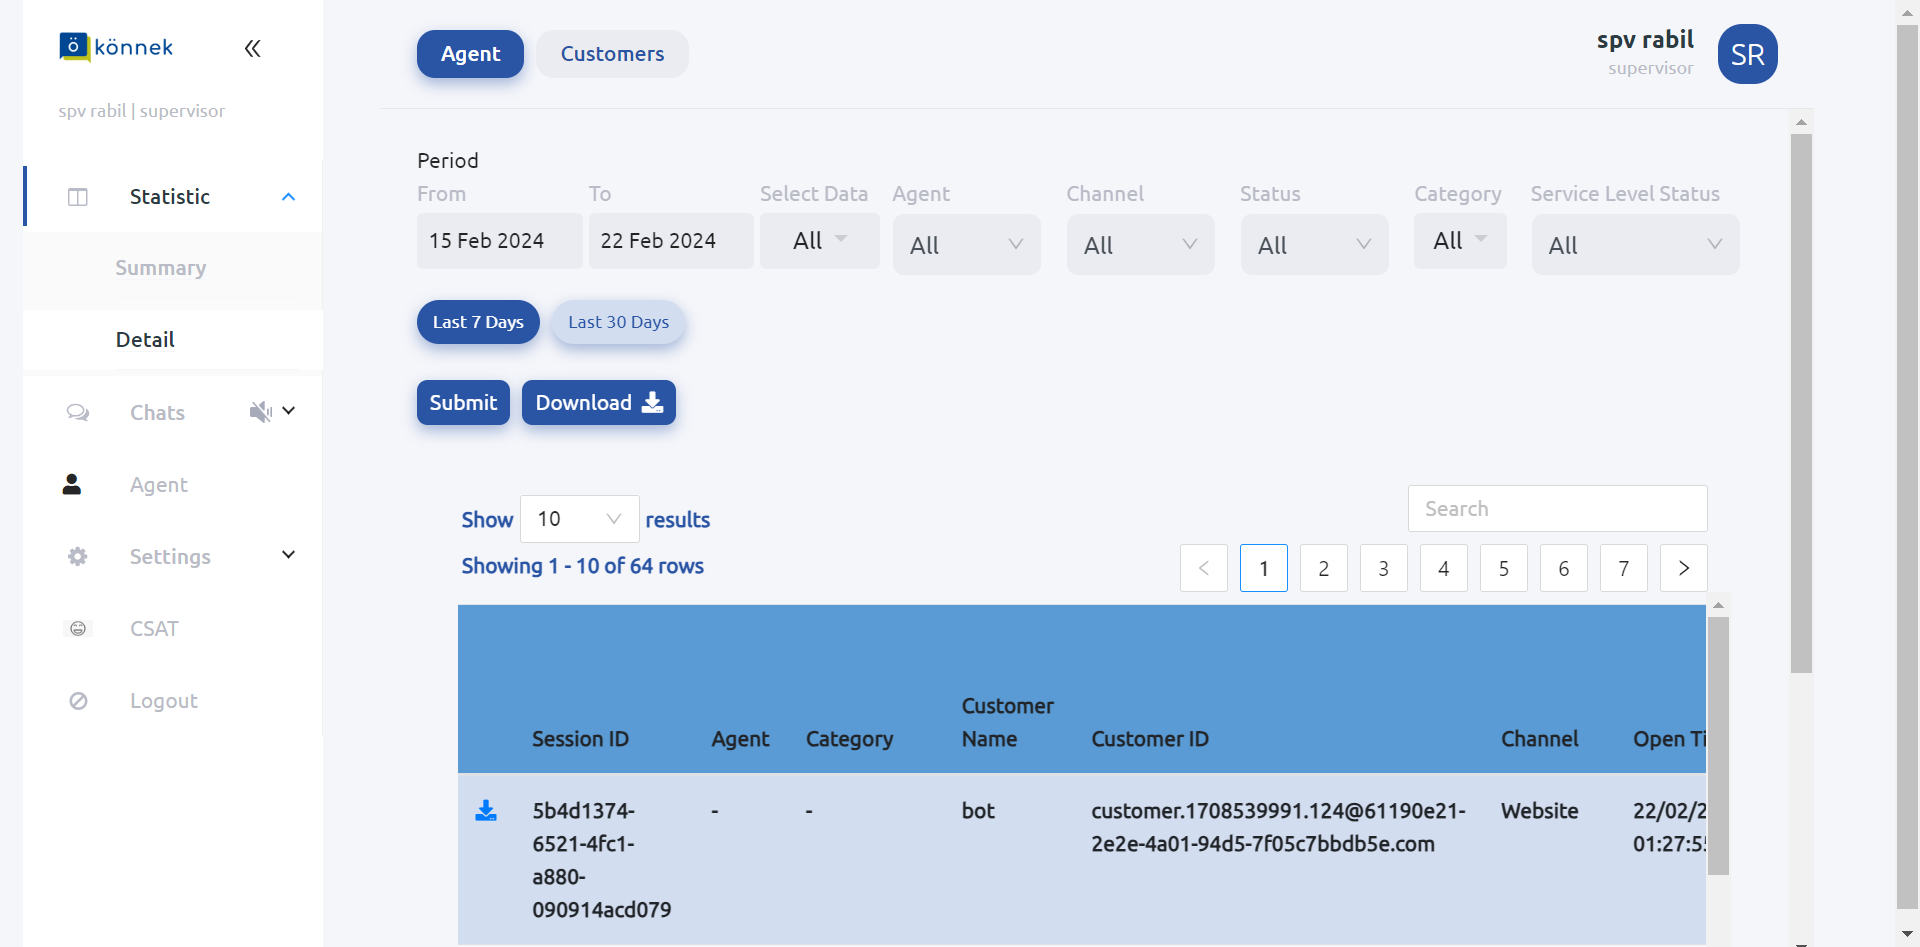 ö könnek
spv rabil | supervisor
Statistic
Summary
Detail
Chats
Agent
Settings
CSAT
Logout
Agent Customers
spv rabil
supervisor
SR
Period
From To Select Data Agent Channel Status Category Service Level Status
15 Feb 2024 22 Feb 2024 All All All All All All
Last 7 Days Last 30 Days
Submit Download
Search
Show 10 results
Showing 1 - 10 of 64 rows
< 1 2 3 4 5 6 7 >
Customer
Session ID Agent Category Name Customer ID Channel Open Ti
5b4d1374- - - bot customer.1708539991.124@61190e21- Website 22/02/2
6521-4fc1- 2e2e-4a01-94d5-7f05c7bbdb5e.com 01:27:5
a880-
090914acd079